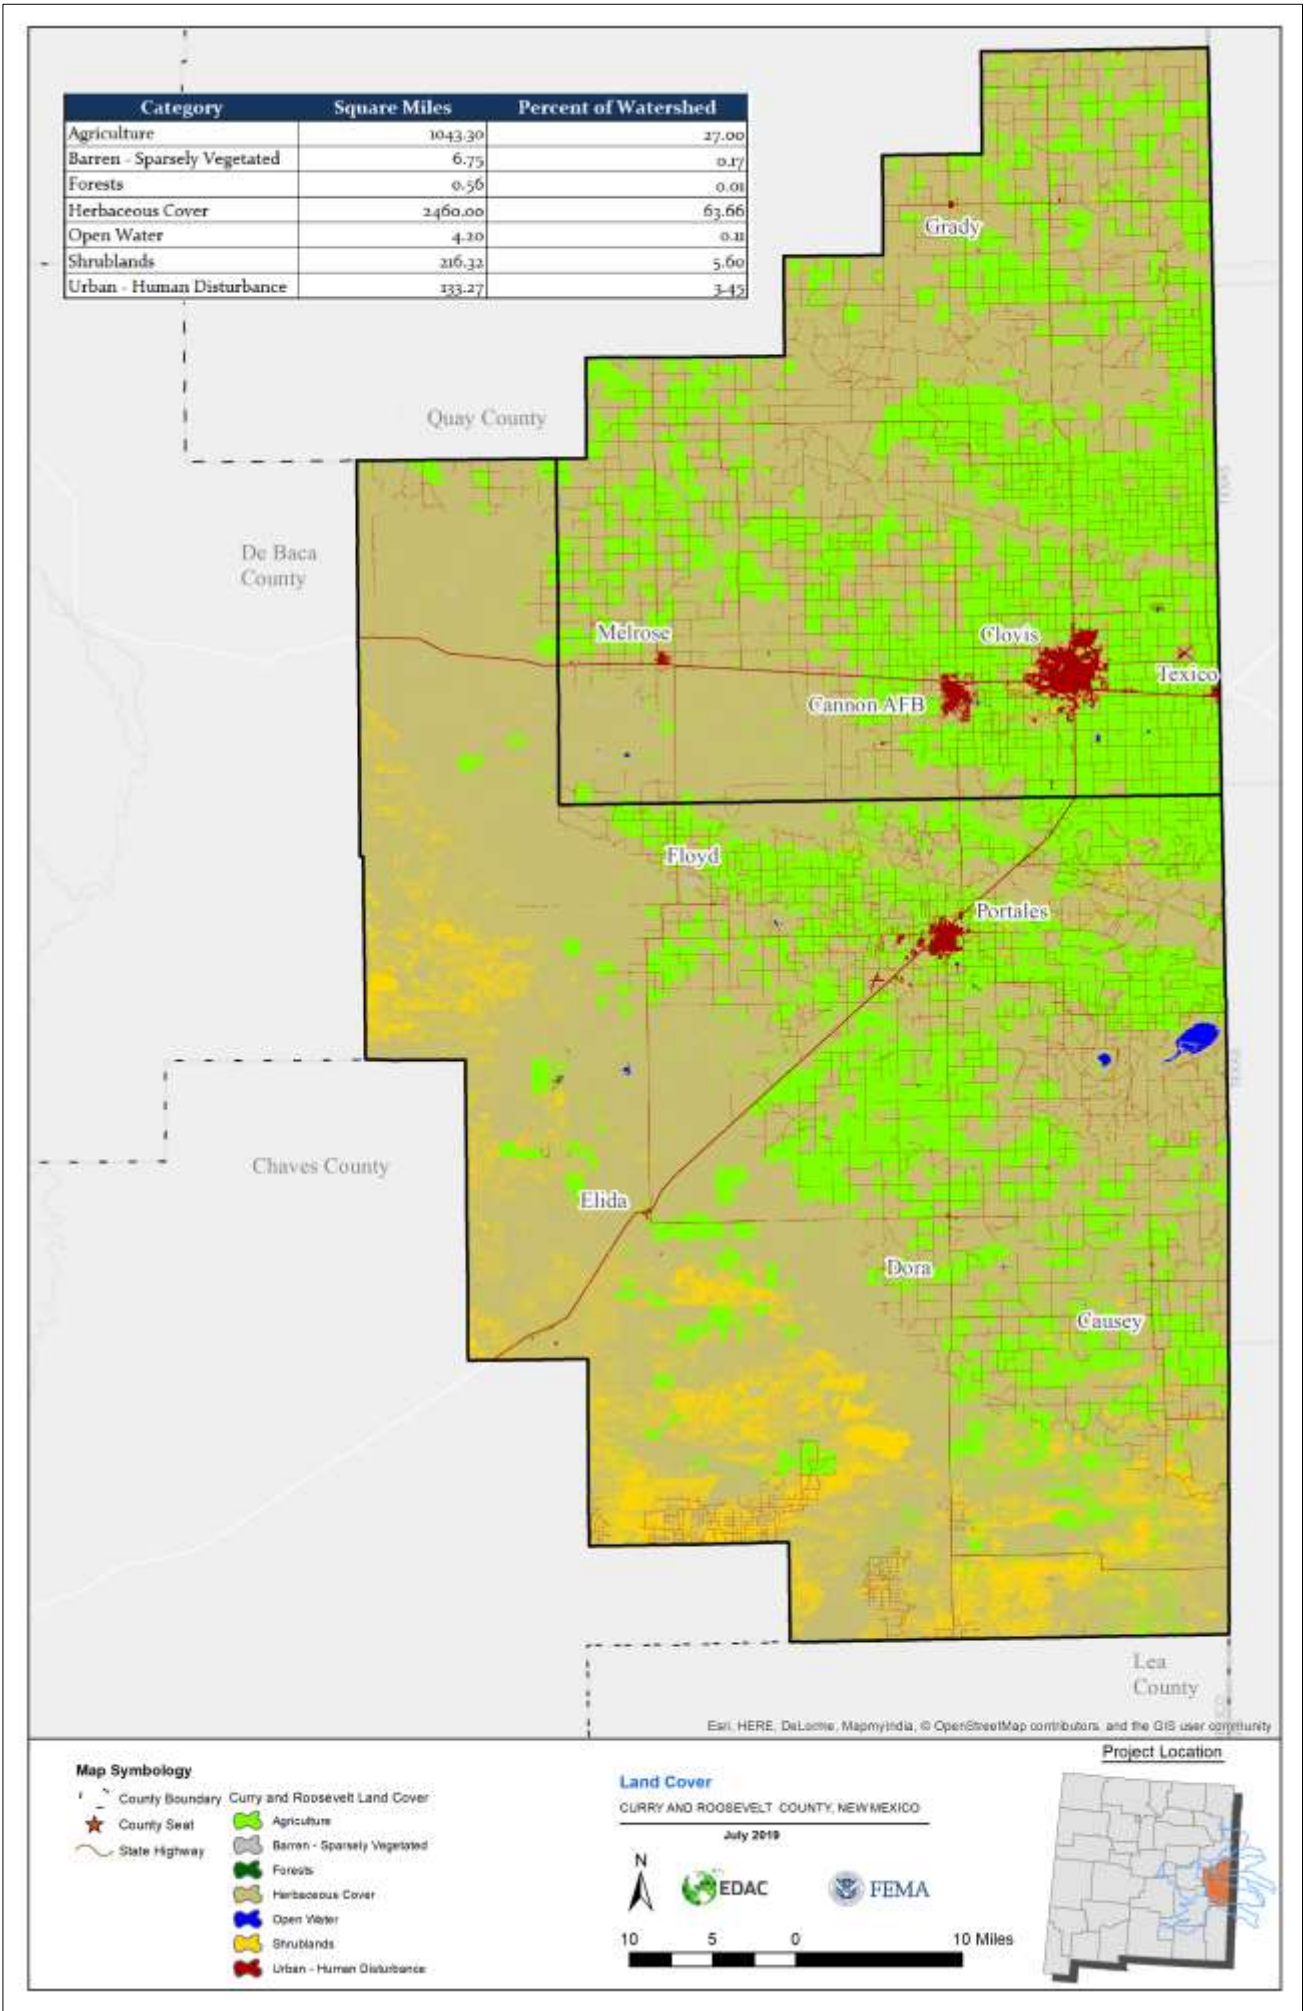 Category Square Miles Percent of Watershed
Agriculture 1043.30 27.00
Barren - Sparsely Vegetated 6.75 0.17
Forests 0.56 0.01
Herbaceous Cover 2460.00 63.66
Open Water 4.20 0.11
Shrublands 216.32 5.60
Urban - Human Disturbance 133.27 3.45
Grady
Quay County
TEXAS
De Baca
County
Melrose
Clovis
Texico
Cannon AFB
Floyd
Portales
TEXAS
Chaves County
Elida
Dora
Causey
Lea
County
Esri, HERE, DeLorme, MapmyIndia, © OpenStreetMap contributors, and the GIS user community
Map Symbology
County Boundary
County Seat
State Highway
Curry and Roosevelt Land Cover
Agriculture
Barren - Sparsely Vegetated
Forests
Herbaceous Cover
Open Water
Shrublands
Urban - Human Disturbance
Land Cover
CURRY AND ROOSEVELT COUNTY, NEW MEXICO
July 2019
N
EDAC
FEMA
10 5 0 10 Miles
Project Location